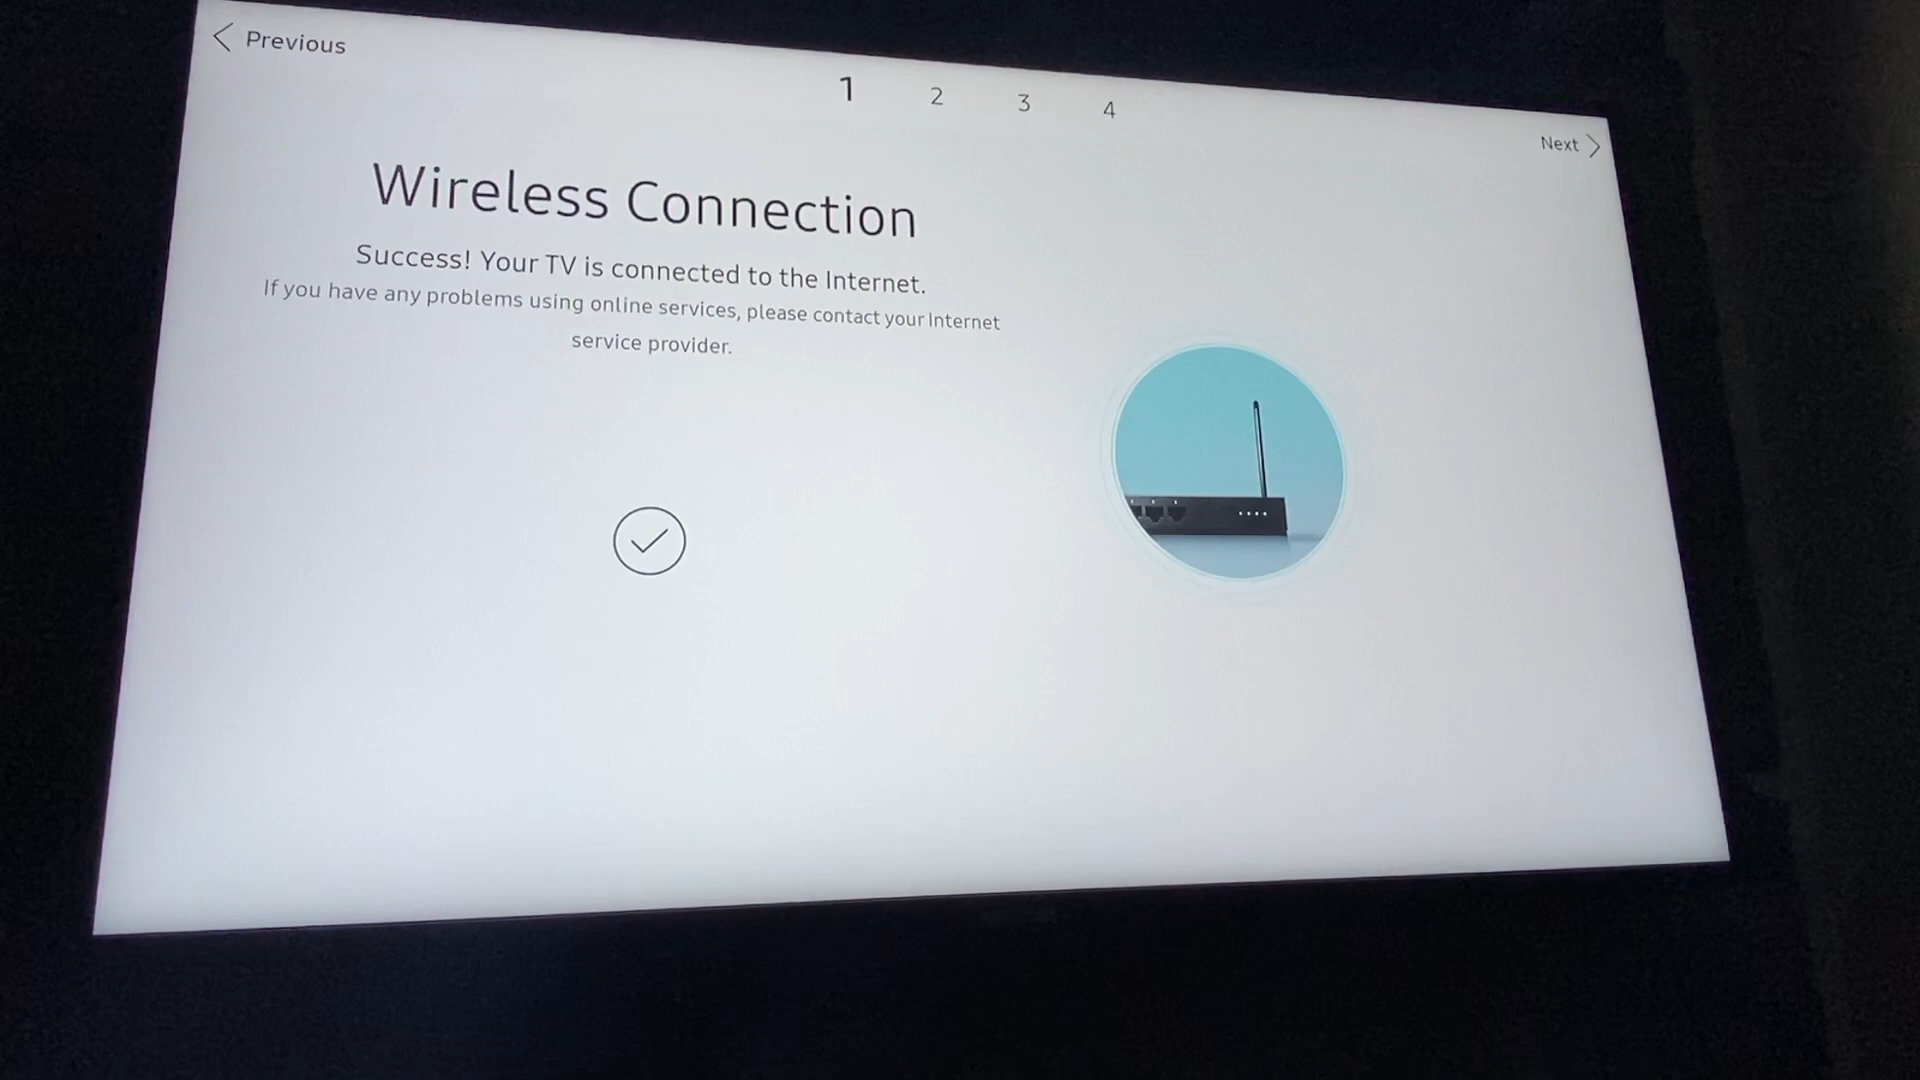 Previous
1 2 3 4
Next
Wireless Connection
Success! Your TV is connected to the Internet.
If you have any problems using online services, please contact your Internet
service provider.